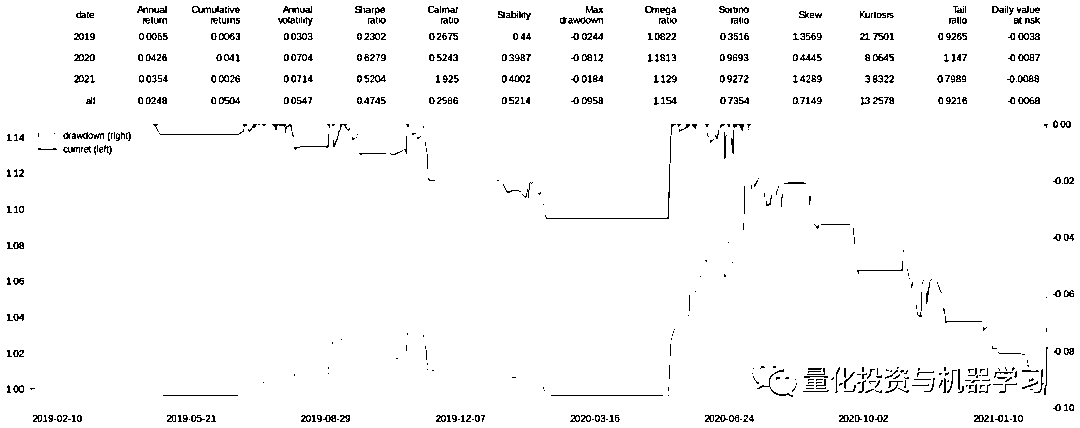 date Annual return Cumulative returns Annual volatility Sharpe ratio Calmar ratio Stability Max drawdown Omega ratio Sortino ratio Skew Kurtosis Tail ratio Daily value at risk
2019 0.0065 0.0063 0.0303 0.2302 0.2675 0.44 -0.0244 1.0822 0.3516 1.3569 21.7501 0.9265 -0.0038
2020 0.0426 0.041 0.0704 0.6279 0.5243 0.3987 -0.0812 1.1813 0.9693 0.4445 8.0645 1.147 -0.0087
2021 0.0354 0.0026 0.0714 0.5204 1.925 0.4002 -0.0184 1.129 0.9272 1.4289 3.8322 0.7989 -0.0088
all 0.0248 0.0504 0.0547 0.4745 0.2586 0.5214 -0.0958 1.154 0.7354 0.7149 13.2578 0.9216 -0.0068
drawdown (right)
cumret (left)
1.14
1.12
1.10
1.08
1.06
1.04
1.02
1.00
0.00
-0.02
-0.04
-0.06
-0.08
-0.10
2019-02-10 2019-05-21 2019-08-29 2019-12-07 2020-03-16 2020-06-24 2020-10-02 2021-01-10
量化投资与机器学习